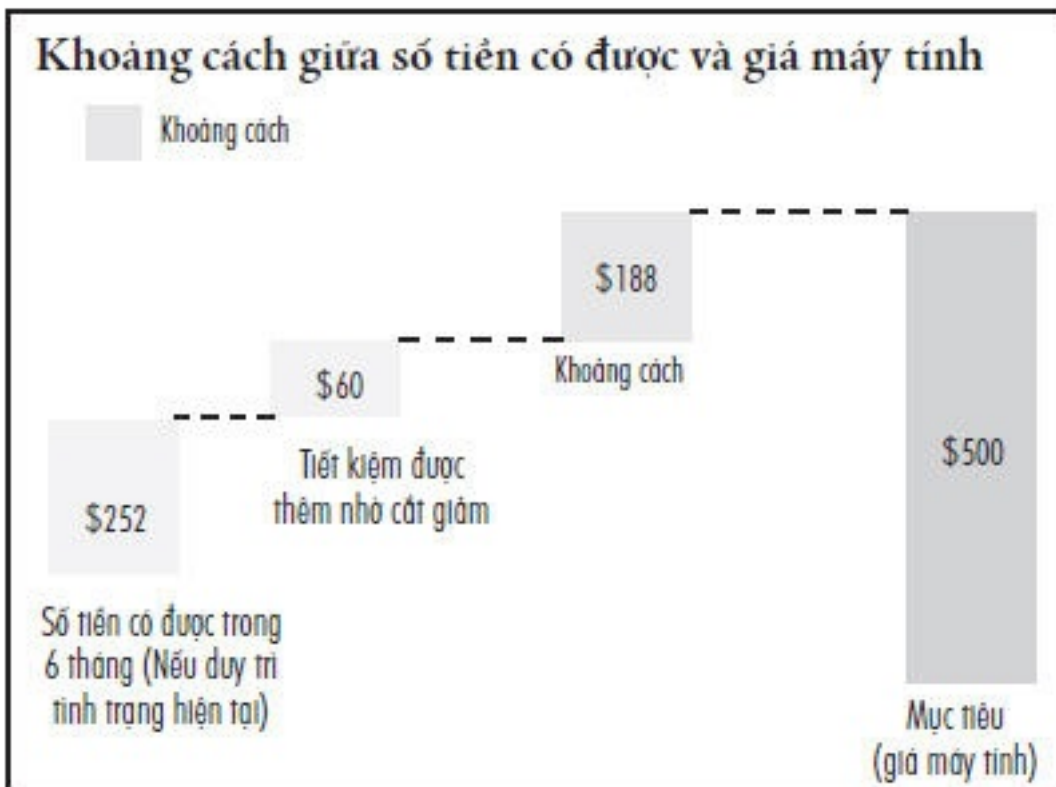 Khoảng cách giữa số tiền có được và giá máy tính
Khoảng cách
$188
$60
Khoảng cách
$500
Tiết kiệm được
thêm nhờ cắt giảm
$252
Số tiền có được trong
6 tháng (Nếu duy trì
tình trạng hiện tại)
Mục tiêu
(giá máy tính)